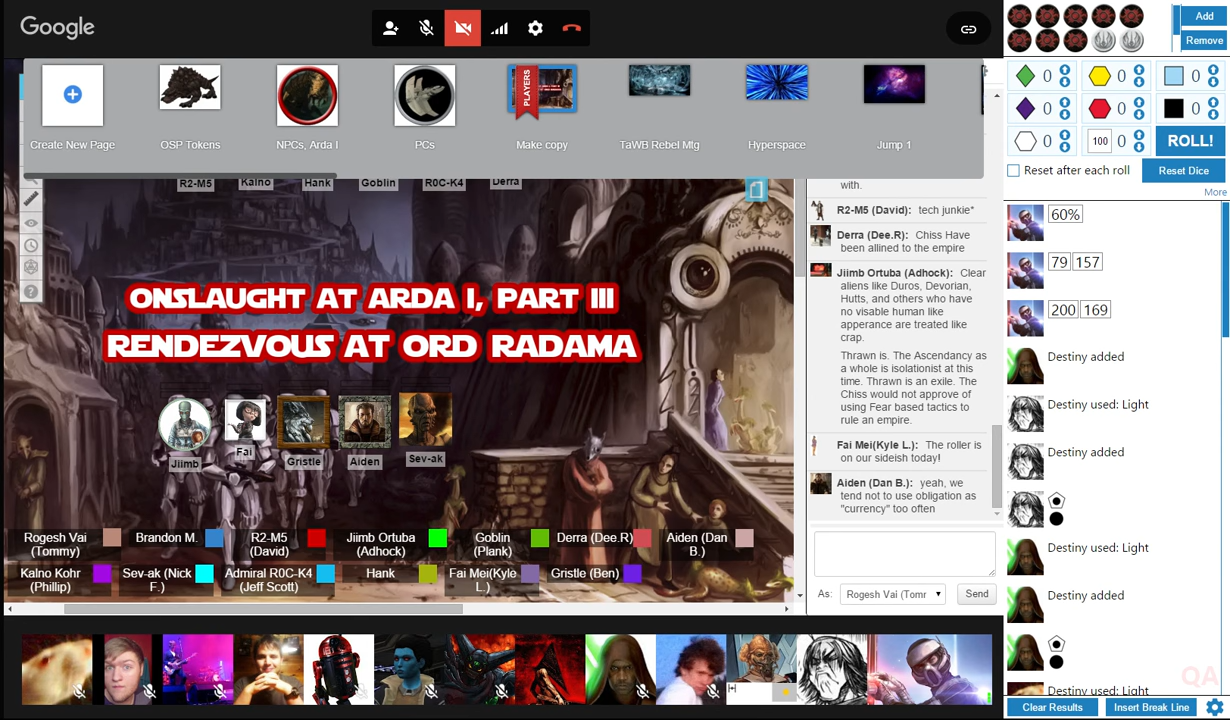 Google
Add
Remove
0
0
0
0
0
0
0
100
0
ROLL!
Reset after each roll
Reset Dice
More
Create New Page
OSP Tokens
NPCs, Arda I
PCs
PLAYERS
Make copy
TaWB Rebel Mtg
Hyperspace
Jump 1
R2-M5
Kalno
Hank
Goblin
R0C-K4
Derra
ONSLAUGHT AT ARDA I, PART III
RENDEZVOUS AT ORD RADAMA
Jiimb
Fai
Gristle
Aiden
Sev-ak
Rogesh Vai
(Tommy)
Brandon M.
R2-M5
(David)
Jiimb Ortuba
(Adhock)
Goblin
(Plank)
Derra (Dee.R)
Aiden (Dan
B.)
Kalno Kohr
(Phillip)
Sev-ak (Nick
F.)
Admiral R0C-K4
(Jeff Scott)
Hank
Fai Mei(Kyle
L.)
Gristle (Ben)
with.
R2-M5 (David): tech junkie*
Derra (Dee.R): Chiss Have
been allined to the empire
Jiimb Ortuba (Adhock): Clear
aliens like Duros, Devorian,
Hutts, and others who have
no visable human like
apperance are treated like
crap.
Thrawn is. The Ascendancy as
a whole is isolationist at this
time. Thrawn is an exile. The
Chiss would not approve of
using Fear based tactics to
rule an empire.
Fai Mei(Kyle L.): The roller is
on our sideish today!
Aiden (Dan B.): yeah, we
tend not to use obligation as
"currency" too often
As:
Rogesh Vai (Tomr
Send
60%
79 157
200 169
Destiny added
Destiny used: Light
Destiny added
Destiny used: Light
Destiny added
Destiny used: Light
QA
Clear Results
Insert Break Line